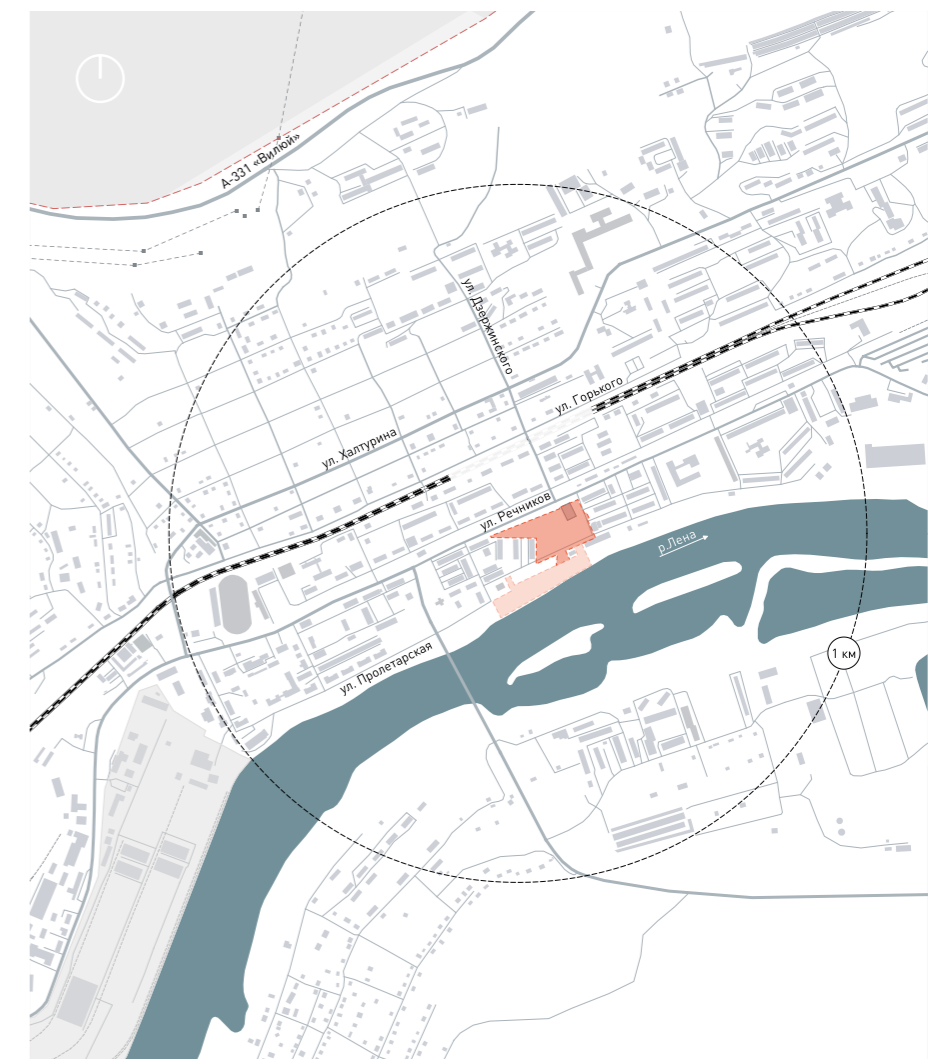 А-331 «Вилюй»
ул. Дзержинского
ул. Горького
ул. Халтурина
ул. Речников
р.Лена
ул. Пролетарская
1 км